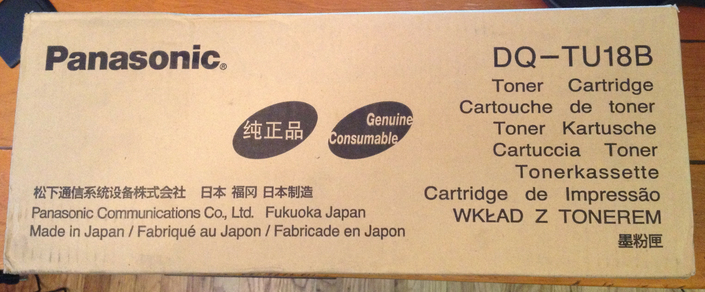 Panasonic®
纯正品
Genuine
Consumable
DQ-TU18B
Toner Cartridge
Cartouche de toner
Toner Kartusche
Cartuccia Toner
Tonerkassette
Cartridge de Impressão
WKŁAD Z TONEREM
墨粉匣
松下通信系统设备株式会社 日本 福冈 日本制造
Panasonic Communications Co., Ltd. Fukuoka Japan
Made in Japan / Fabriqué au Japon / Fabricade en Japon